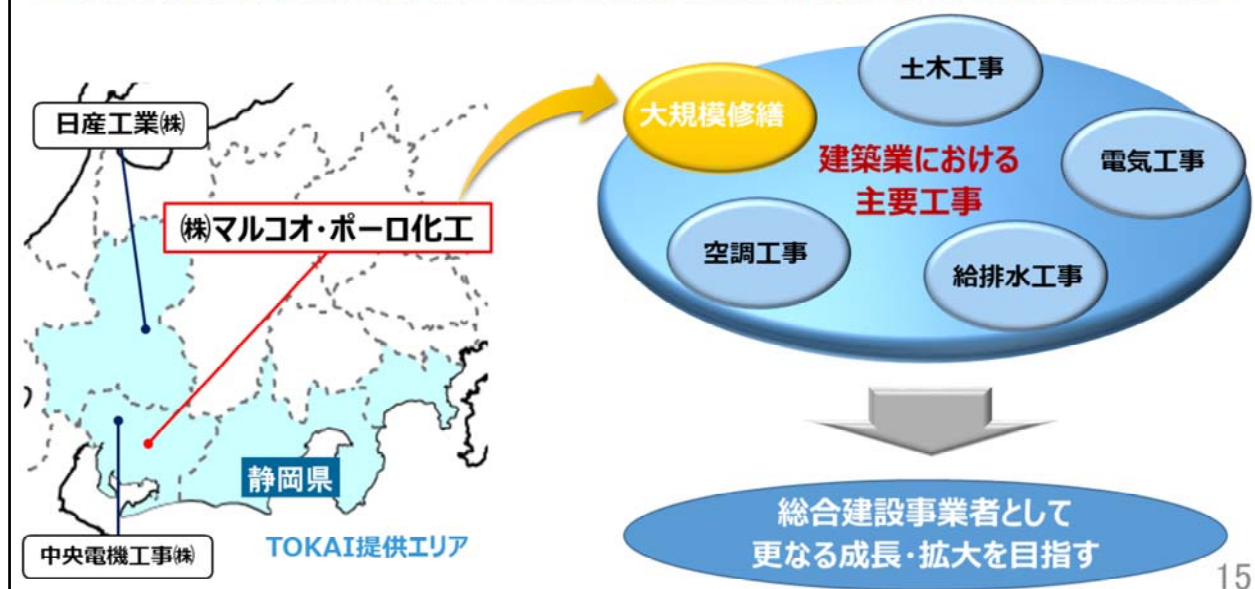 日産工業㈱
㈱マルコオ・ポーロ化工
静岡県
中央電機工事㈱
TOKAI提供エリア
大規模修繕
土木工事
電気工事
給排水工事
空調工事
建築業における
主要工事
総合建設事業者として
更なる成長・拡大を目指す
15